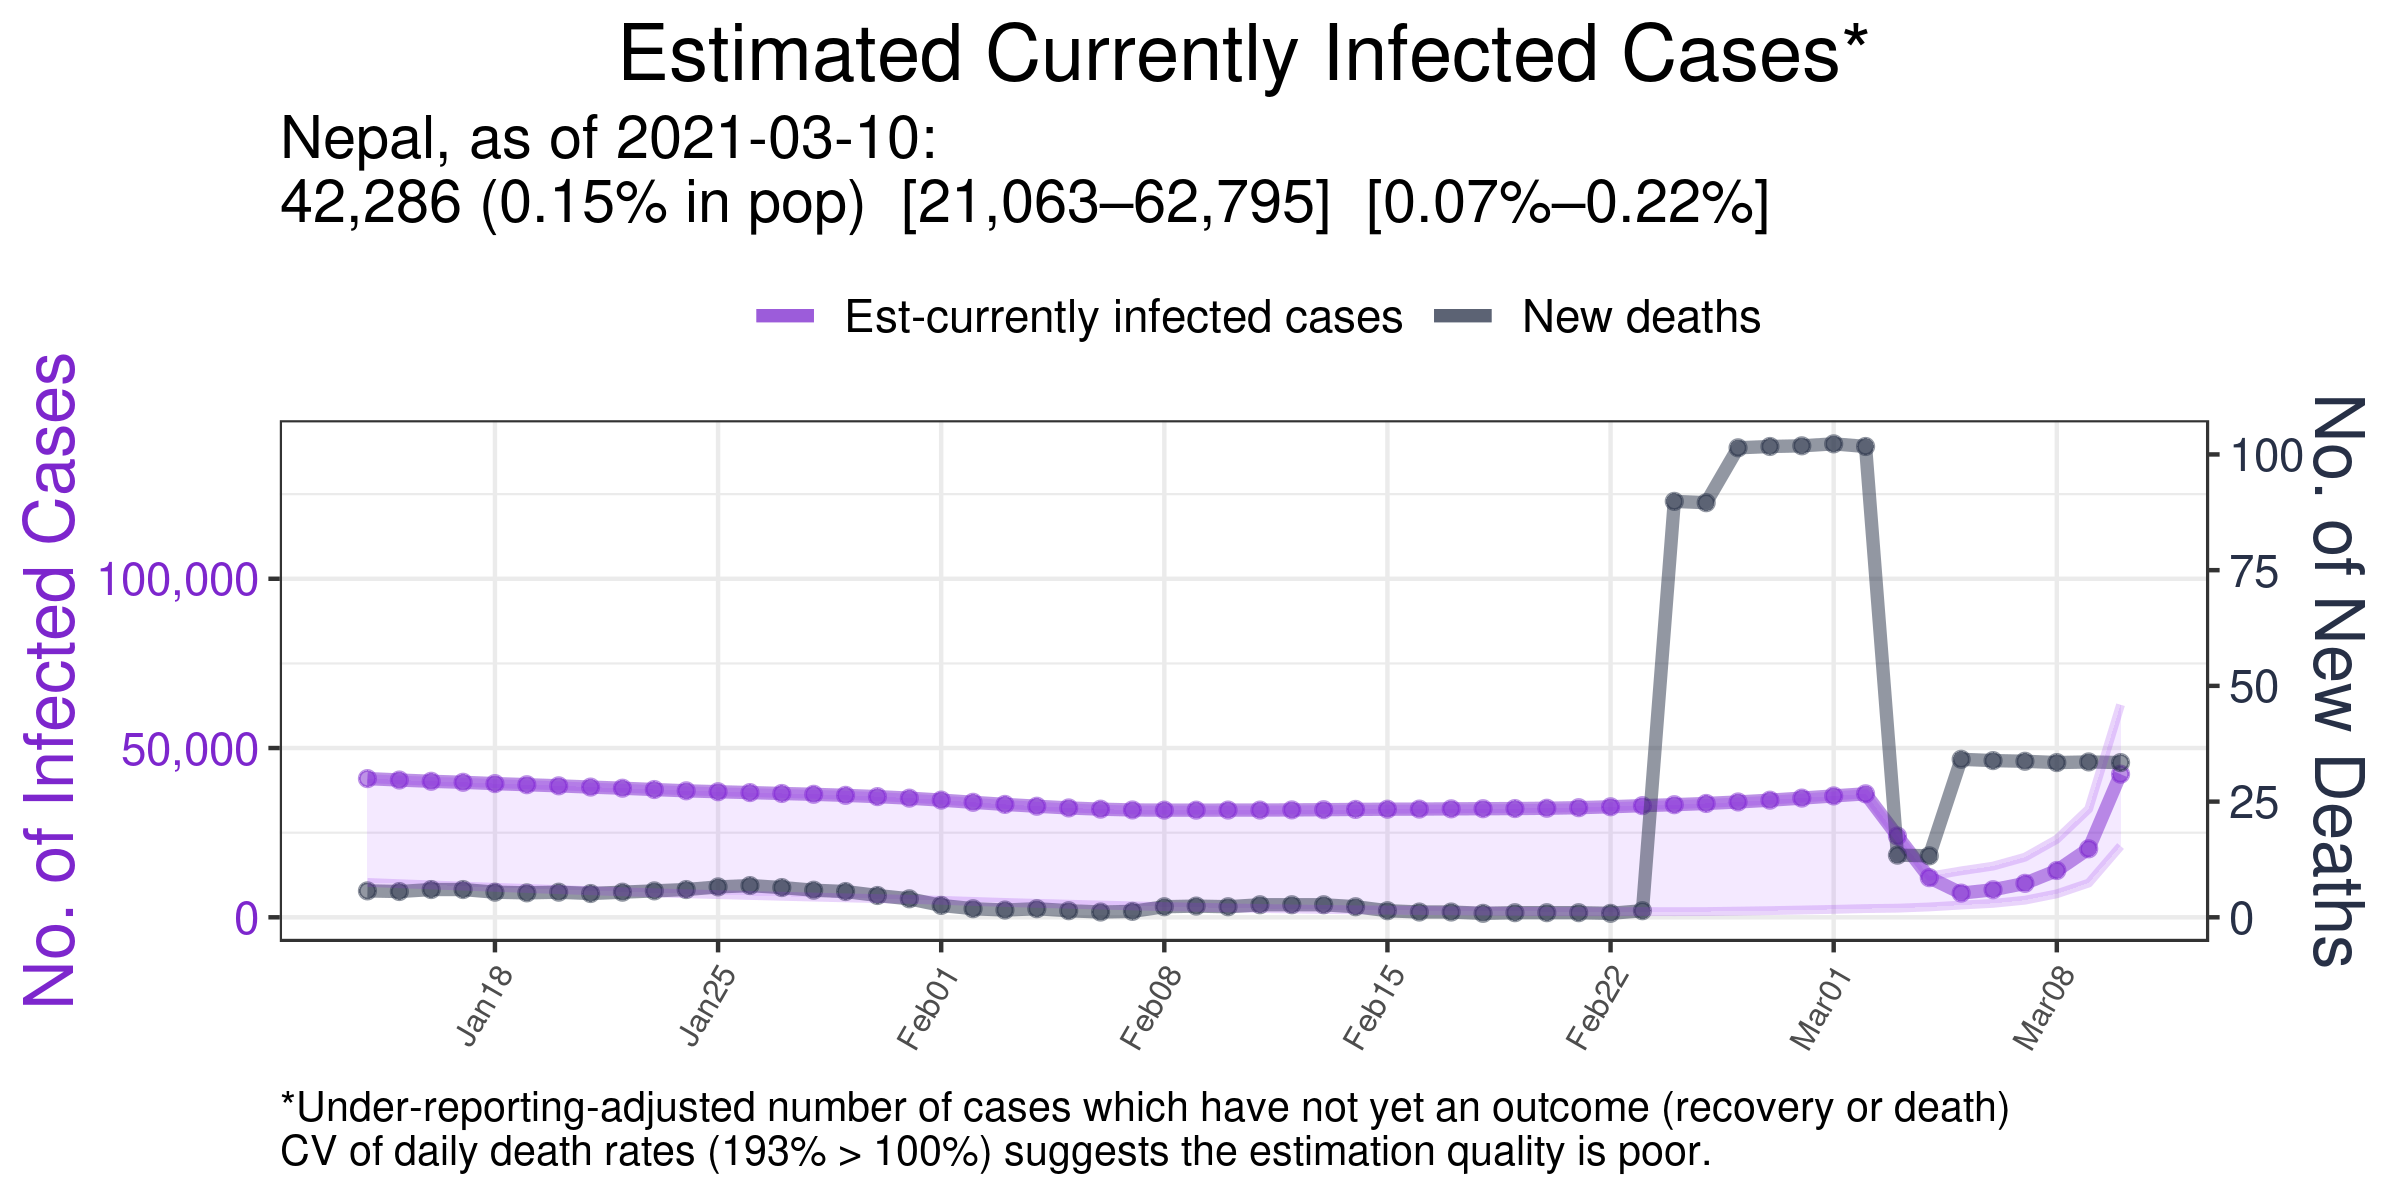 Estimated Currently Infected Cases*
Nepal, as of 2021-03-10:
42,286 (0.15% in pop) [21,063–62,795] [0.07%–0.22%]
Est-currently infected cases
New deaths
No. of Infected Cases
100,000
50,000
0
100
75
50
25
0
No. of New Deaths
Jan18
Jan25
Feb01
Feb08
Feb15
Feb22
Mar01
Mar08
*Under-reporting-adjusted number of cases which have not yet an outcome (recovery or death)
CV of daily death rates (193% > 100%) suggests the estimation quality is poor.